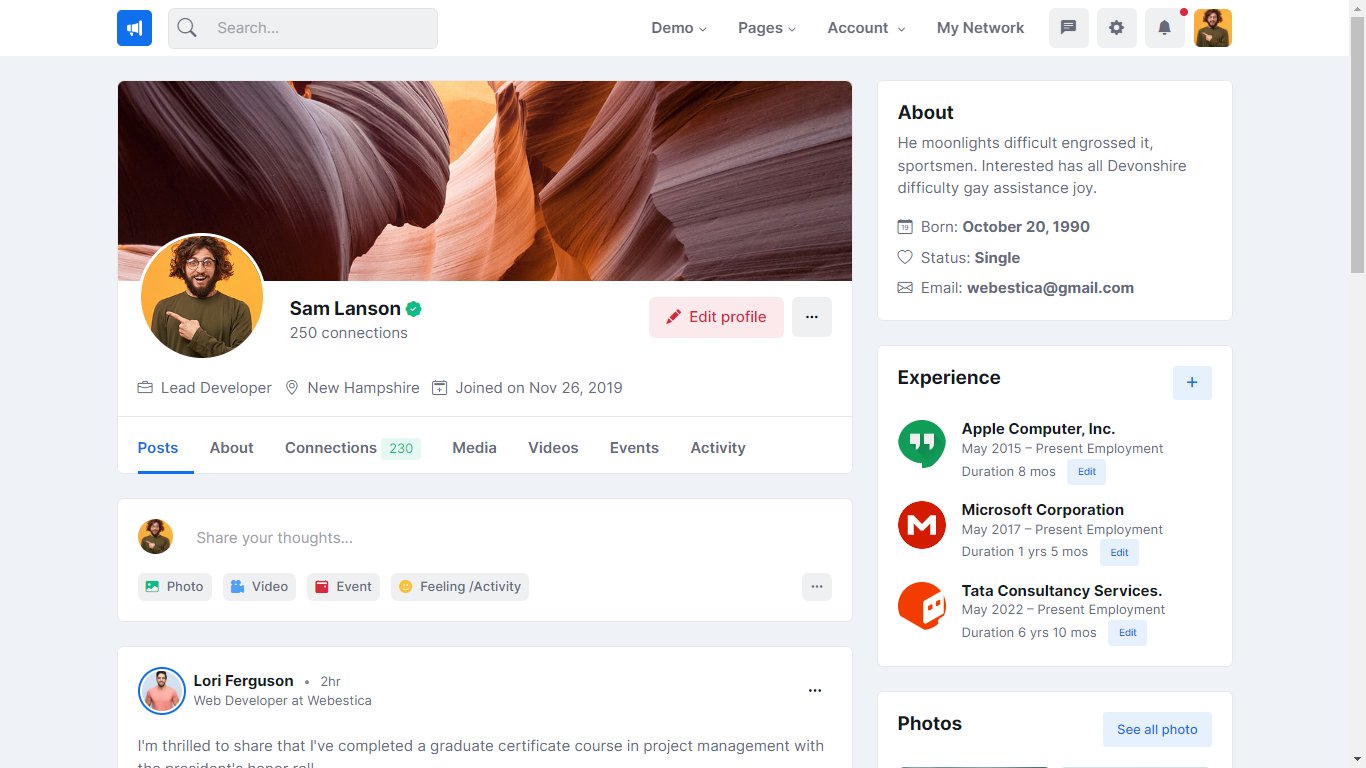 Search...
Demo
Pages
Account
My Network
Sam Lanson
250 connections
Edit profile
Lead Developer
New Hampshire
Joined on Nov 26, 2019
Posts
About
Connections 230
Media
Videos
Events
Activity
Share your thoughts...
Photo
Video
Event
Feeling /Activity
Lori Ferguson • 2hr
Web Developer at Webestica
I'm thrilled to share that I've completed a graduate certificate course in project management with
the president's honor roll.
About
He moonlights difficult engrossed it,
sportsmen. Interested has all Devonshire
difficulty gay assistance joy.
19
Born: October 20, 1990
Status: Single
Email: webestica@gmail.com
Experience
Apple Computer, Inc.
May 2015 – Present Employment
Duration 8 mos Edit
Microsoft Corporation
May 2017 – Present Employment
Duration 1 yrs 5 mos Edit
Tata Consultancy Services.
May 2022 – Present Employment
Duration 6 yrs 10 mos Edit
Photos
See all photo